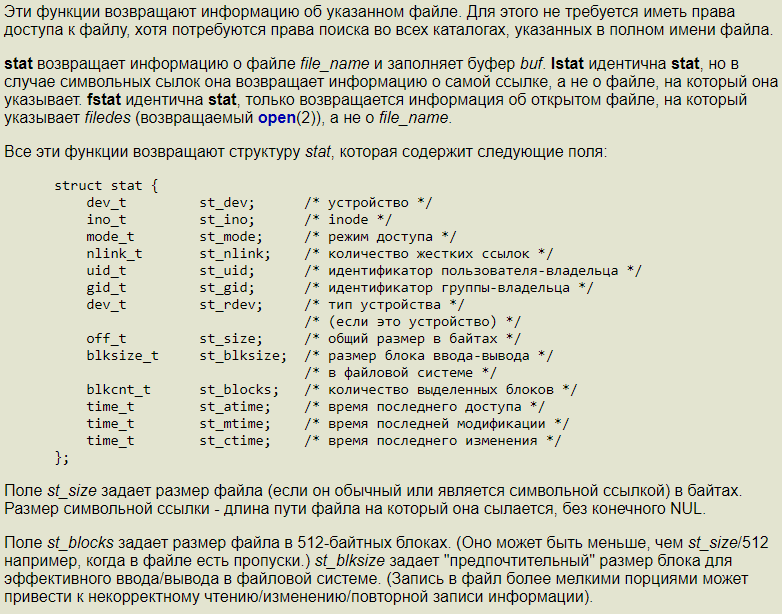 Эти функции возвращают информацию об указанном файле. Для этого не требуется иметь права
доступа к файлу, хотя потребуются права поиска во всех каталогах, указанных в полном имени файла.
stat возвращает информацию о файле file_name и заполняет буфер buf. lstat идентична stat, но в
случае символьных сылок она возвращает информацию о самой ссылке, а не о файле, на который она
указывает. fstat идентична stat, только возвращается информация об открытом файле, на который
указывает filedes (возвращаемый open(2)), а не о file_name.
Все эти функции возвращают структуру stat, которая содержит следующие поля:
struct stat {
dev_t st_dev; /* устройство */
ino_t st_ino; /* inode */
mode_t st_mode; /* режим доступа */
nlink_t st_nlink; /* количество жестких ссылок */
uid_t st_uid; /* идентификатор пользователя-владельца */
gid_t st_gid; /* идентификатор группы-владельца */
dev_t st_rdev; /* тип устройства */
/* (если это устройство) */
off_t st_size; /* общий размер в байтах */
blksize_t st_blksize; /* размер блока ввода-вывода */
/* в файловой системе */
blkcnt_t st_blocks; /* количество выделенных блоков */
time_t st_atime; /* время последнего доступа */
time_t st_mtime; /* время последней модификации */
time_t st_ctime; /* время последнего изменения */
};
Поле st_size задает размер файла (если он обычный или является символьной ссылкой) в байтах.
Размер символьной ссылки - длина пути файла на который она сылается, без конечного NUL.
Поле st_blocks задает размер файла в 512-байтных блоках. (Оно может быть меньше, чем st_size/512
например, когда в файле есть пропуски.) st_blksize задает "предпочтительный" размер блока для
эффективного ввода/вывода в файловой системе. (Запись в файл более мелкими порциями может
привести к некорректному чтению/изменению/повторной записи информации).